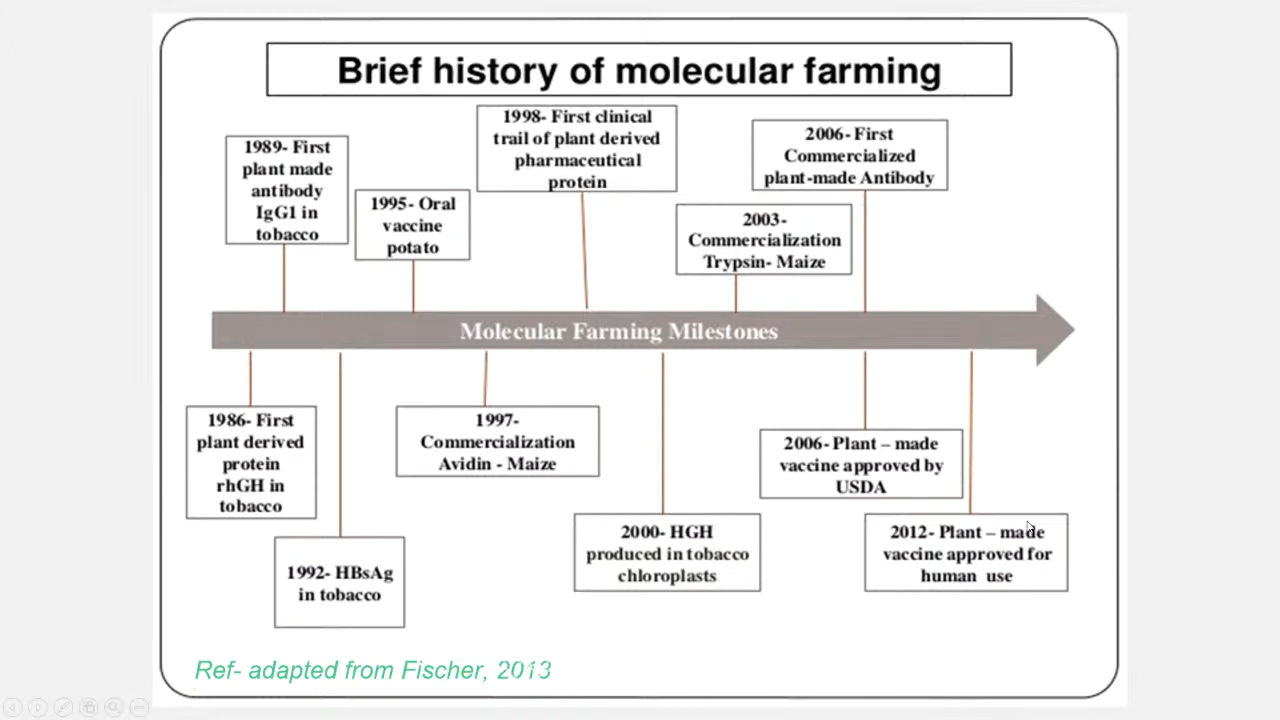 Brief history of molecular farming
1989- First
plant made
antibody
IgG1 in
tobacco
1995- Oral
vaccine
potato
1998- First clinical
trail of plant derived
pharmaceutical
protein
2003-
Commercialization
Trypsin- Maize
2006- First
Commercialized
plant-made Antibody
Molecular Farming Milestones
1986- First
plant derived
protein
rhGH in
tobacco
1992- HBsAg
in tobacco
1997-
Commercialization
Avidin - Maize
2000- HGH
produced in tobacco
chloroplasts
2006- Plant – made
vaccine approved by
USDA
2012- Plant – made
vaccine approved for
human use
Ref- adapted from Fischer, 2013